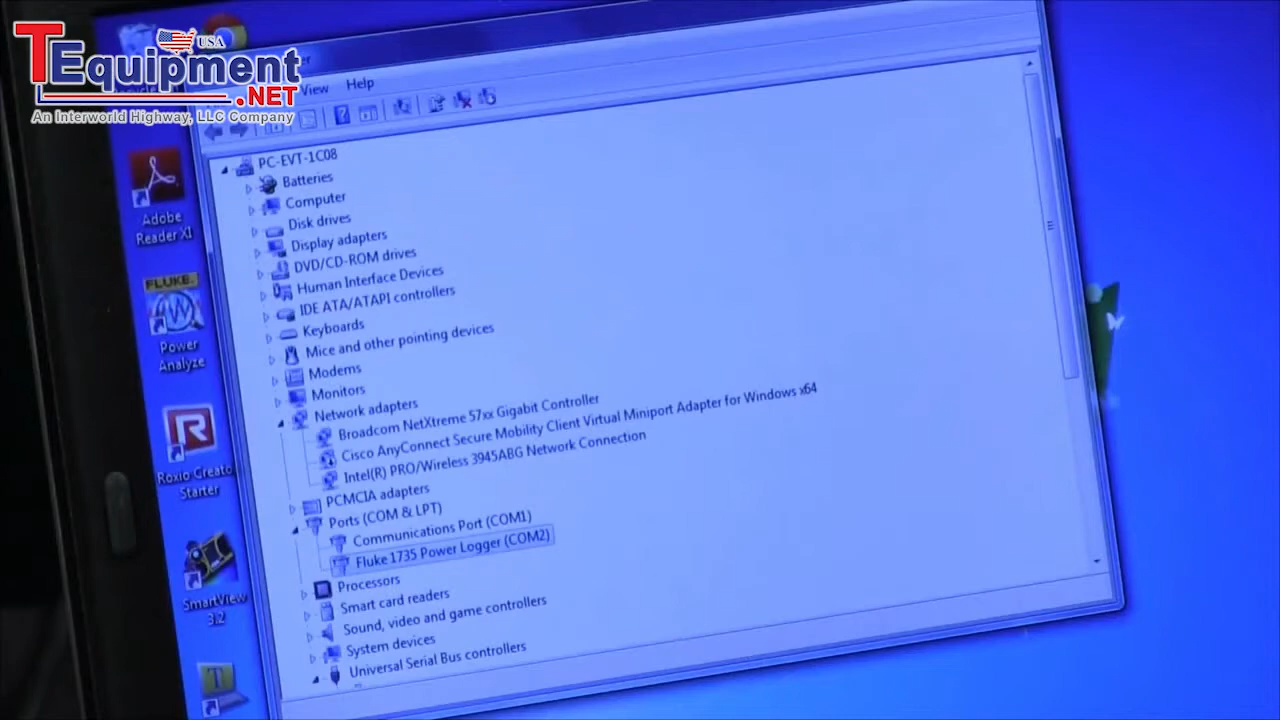 TEquipment
USA
.NET
An Interworld Highway, LLC Company
View Help
PC-EVT-1C08
Batteries
Computer
Disk drives
Display adapters
DVD/CD-ROM drives
Human Interface Devices
IDE ATA/ATAPI controllers
Keyboards
Mice and other pointing devices
Modems
Monitors
Network adapters
Broadcom NetXtreme 57xx Gigabit Controller
Cisco AnyConnect Secure Mobility Client Virtual Miniport Adapter for Windows x64
Intel(R) PRO/Wireless 3945ABG Network Connection
PCMCIA adapters
Ports (COM & LPT)
Communications Port (COM1)
Fluke 1735 Power Logger (COM2)
Processors
Smart card readers
Sound, video and game controllers
System devices
Universal Serial Bus controllers
Adobe
Reader XI
FLUKE.
Power
Analyze
Roxio Creato
Starter
SmartView
3.2